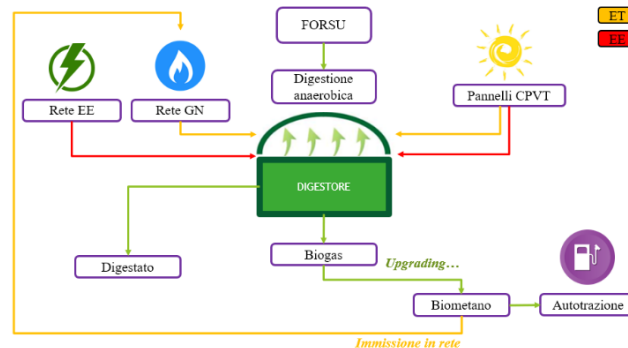 FORSU
ET
EE
Digestione
anaerobica
Rete EE
Rete GN
Pannelli CPVT
DIGESTORE
Digestato
Biogas
Upgrading…
Biometano
Autotrazione
Immissione in rete